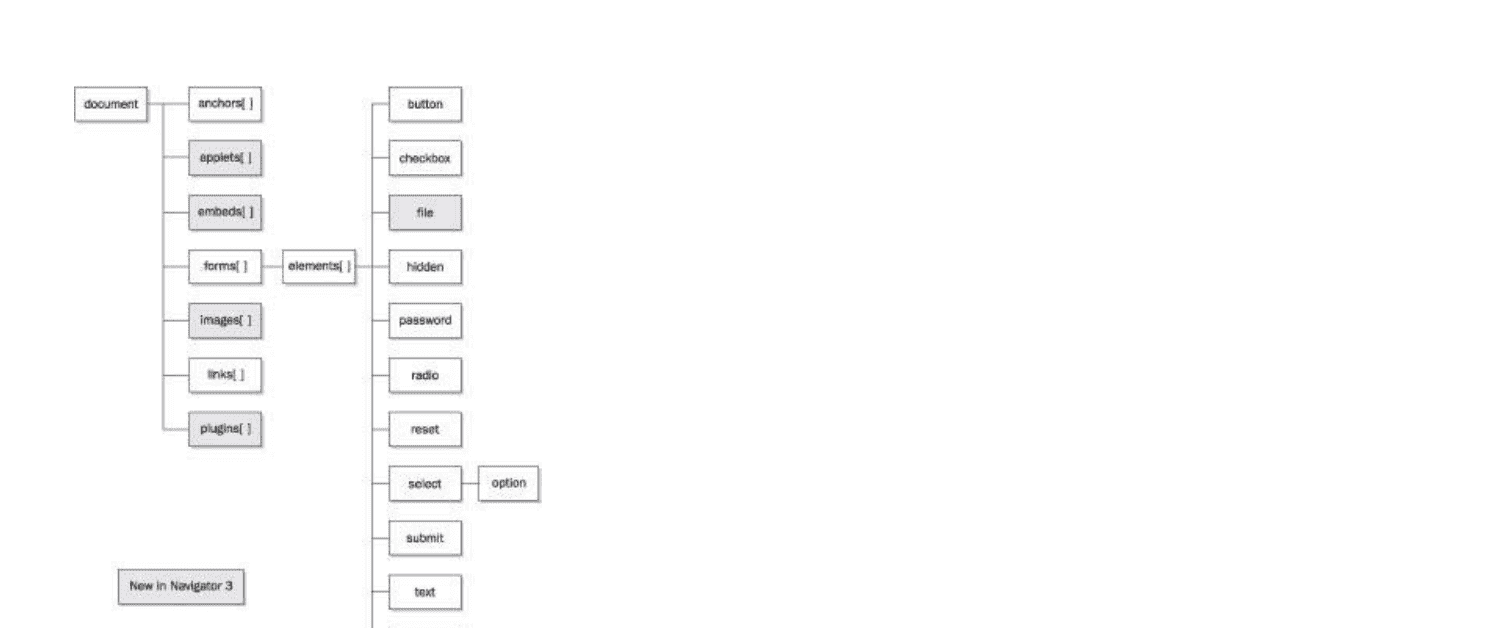 document
anchors[ ]
button
applets[ ]
checkbox
embeds[ ]
file
forms[ ]
elements[ ]
hidden
images[ ]
password
links[ ]
radio
plugins[ ]
reset
select
option
submit
New in Navigator 3
text